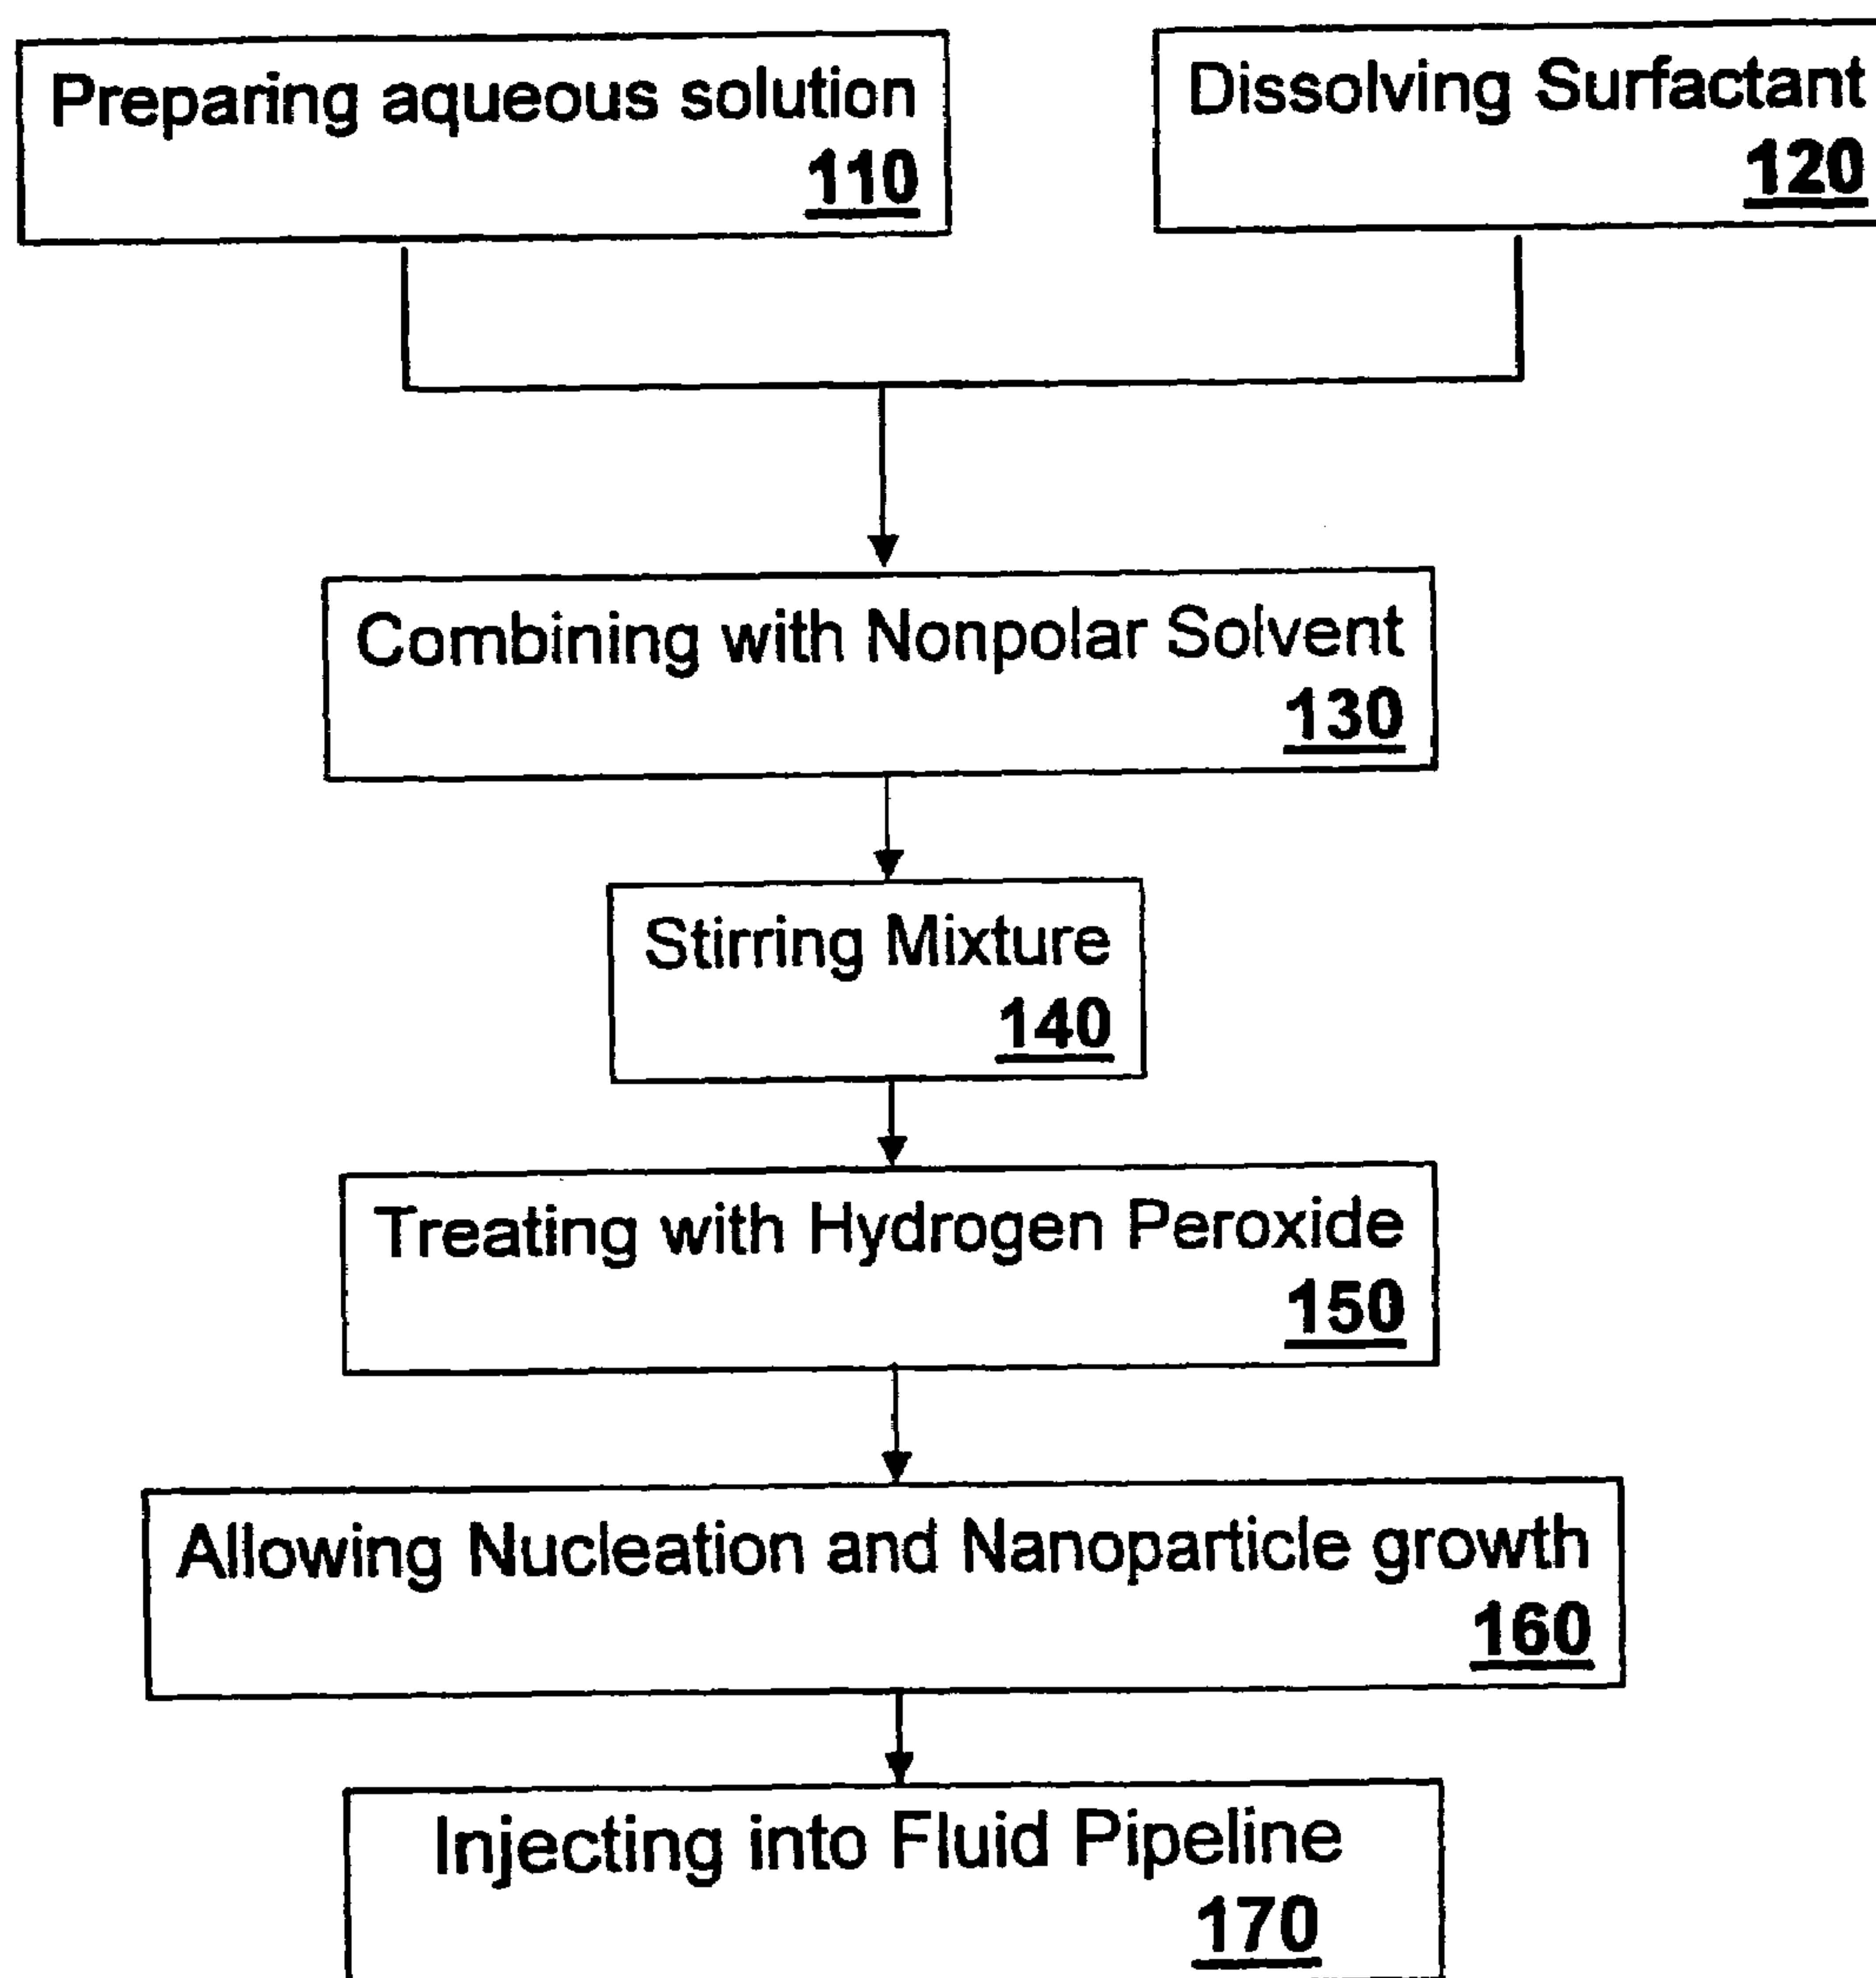 Preparing aqueous solution
110
Dissolving Surfactant
120
Combining with Nonpolar Solvent
130
Stirring Mixture
140
Treating with Hydrogen Peroxide
150
Allowing Nucleation and Nanoparticle growth
160
Injecting into Fluid Pipeline
170